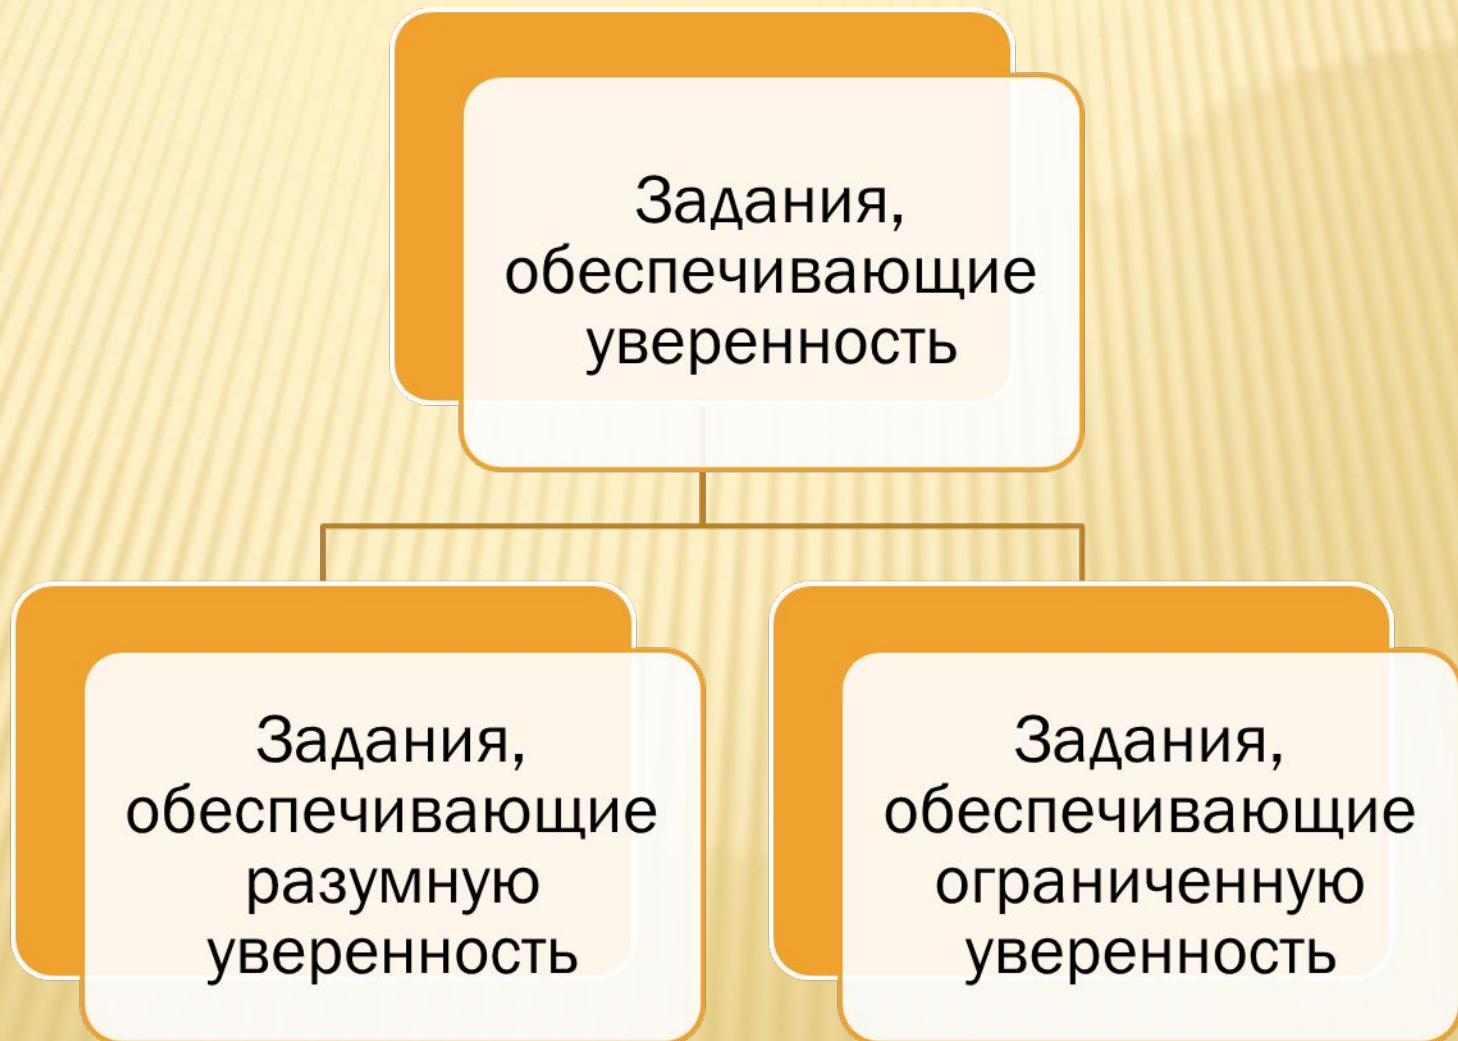 Задания,
обеспечивающие
уверенность
Задания,
обеспечивающие
разумную
уверенность
Задания,
обеспечивающие
ограниченную
уверенность